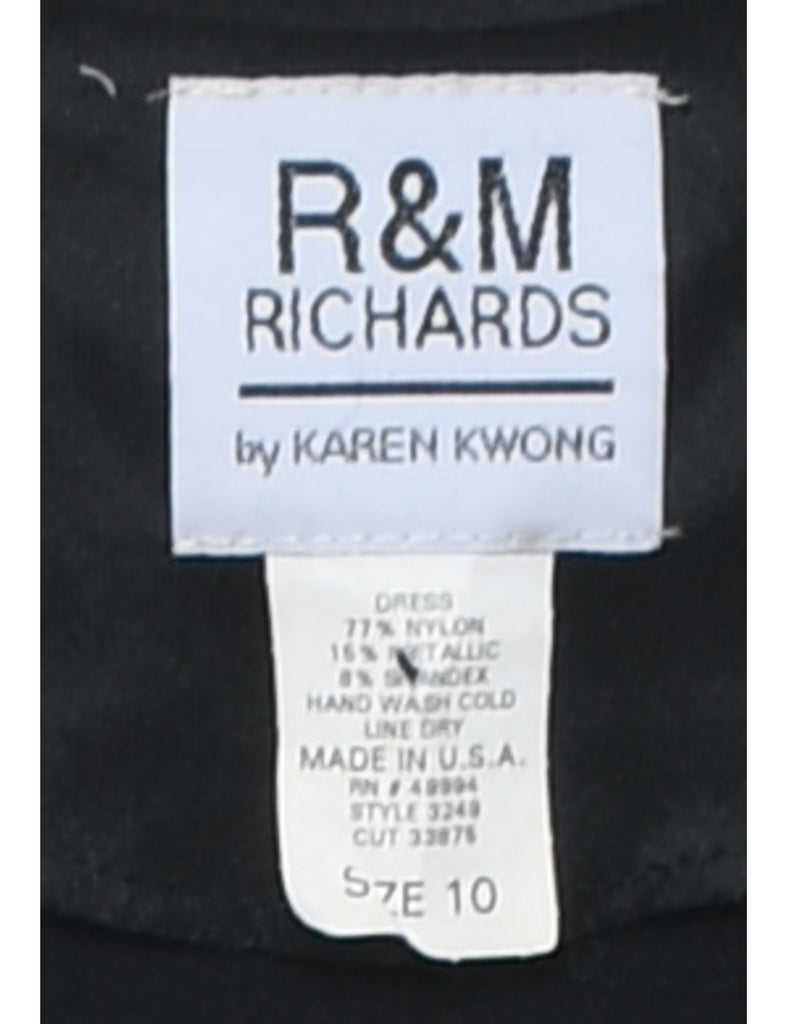 R&M
RICHARDS
by KAREN KWONG
DRESS
77% NYLON
15% METALLIC
8% SPANDEX
HAND WASH COLD
LINE DRY
MADE IN U.S.A.
RN # 49994
STYLE 3249
CUT 33876
SIZE 10